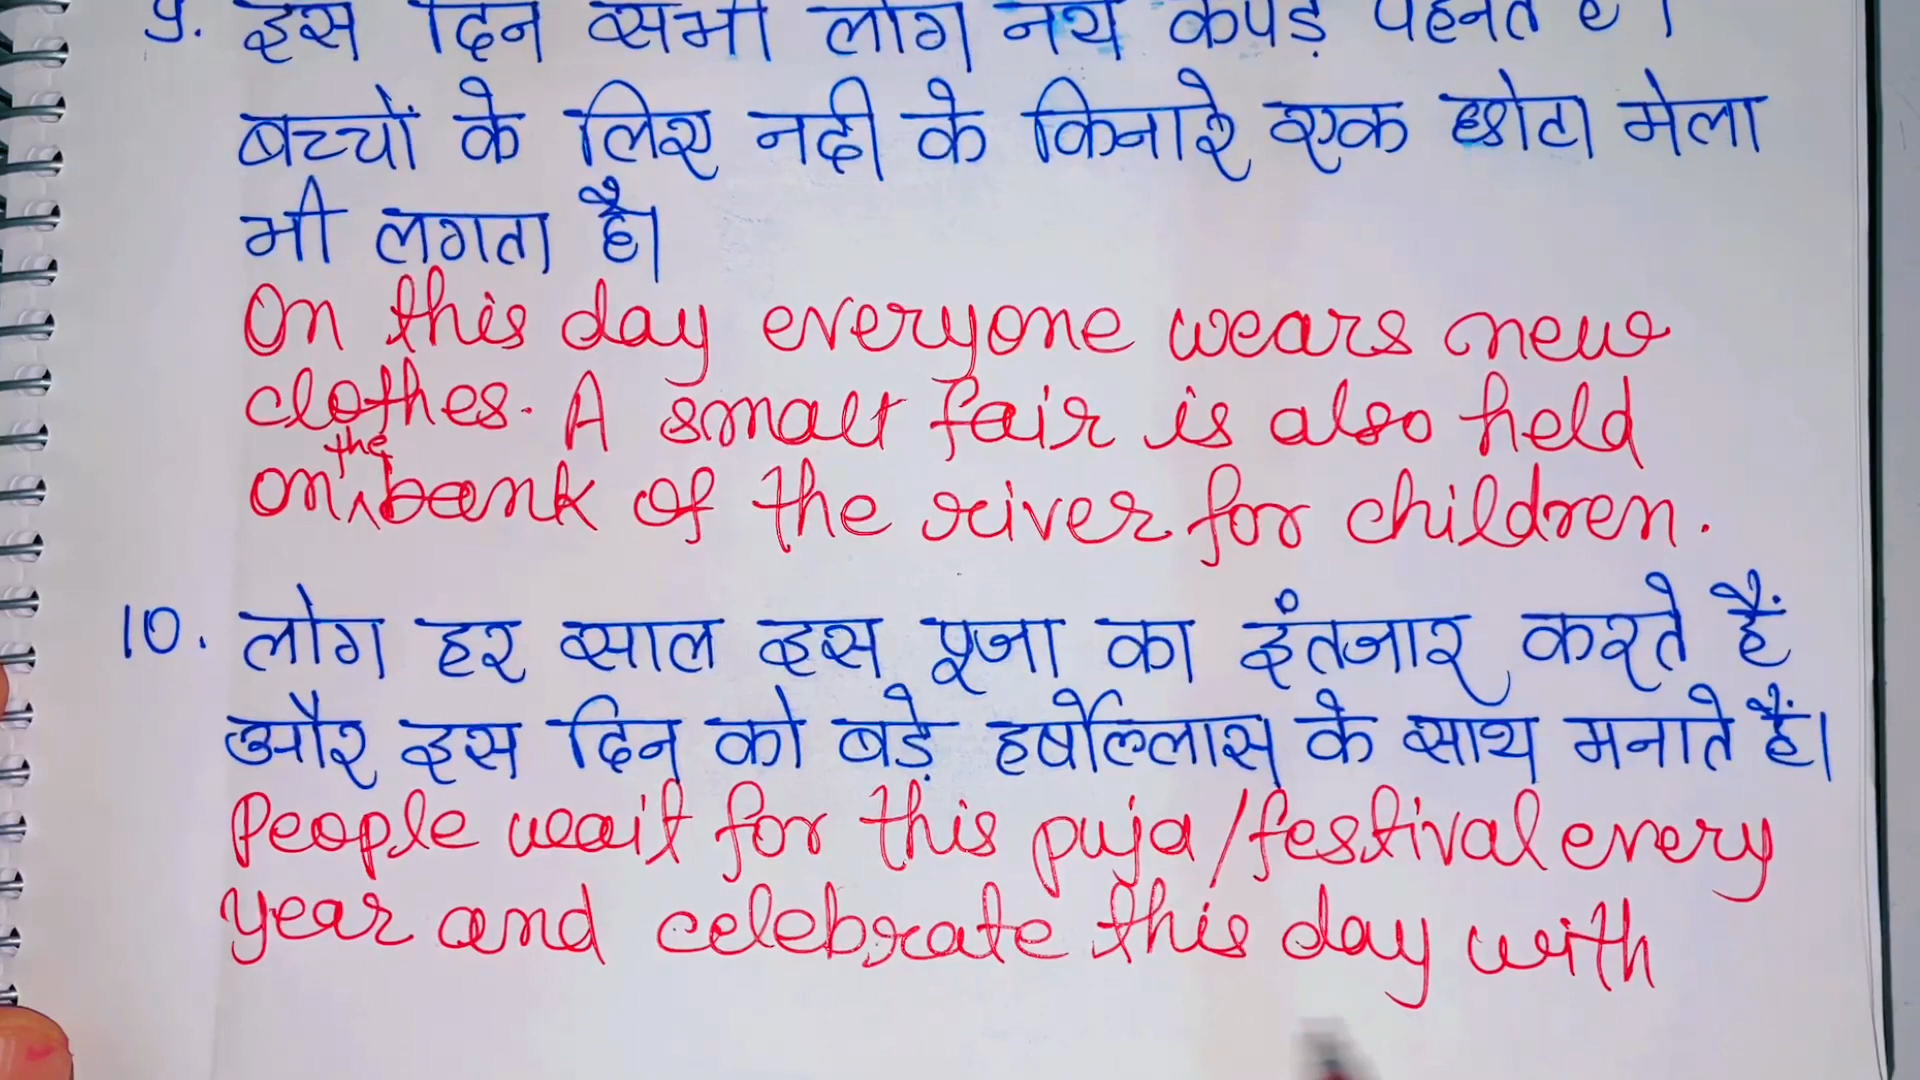 9. इस दिन सभी लोग नये कपड़े पहनते है।
बच्चों के लिए नदी के किनारे एक छोटा मेला
भी लगता है।
On this day everyone wears new
clothes. A small fair is also held
on the bank of the river for children.
10. लोग हर साल इस पूजा का इंतजार करते हैं
और इस दिन को बड़े हर्षोल्लास के साथ मनाते हैं।
People wait for this puja/festival every
year and celebrate this day with